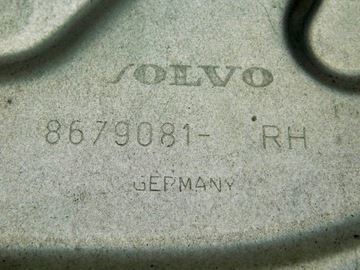 VOLVO
8679081- RH
GERMANY